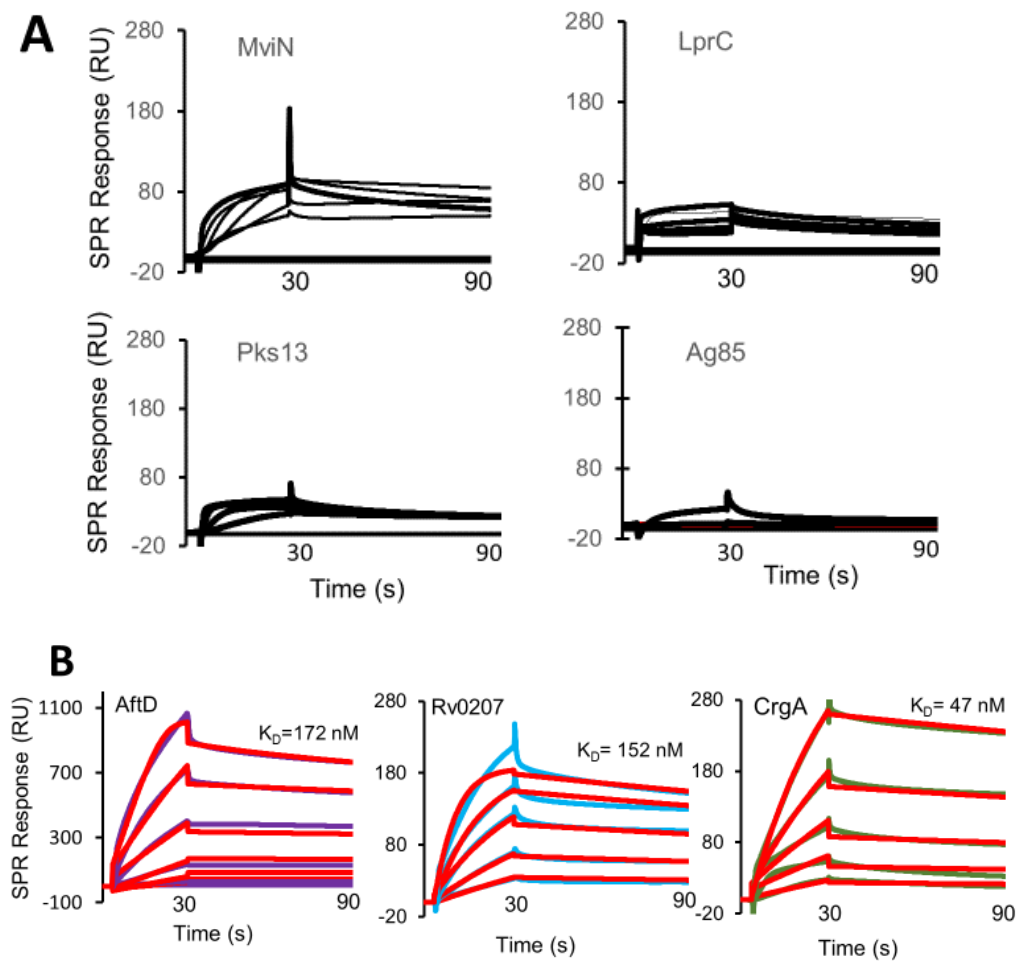 A
SPR Response (RU)
280
180
80
-20
MviN
30
90
280
180
80
-20
LprC
30
90
SPR Response (RU)
280
180
80
-20
Pks13
30
90
Time (s)
280
180
80
-20
Ag85
30
90
Time (s)
B
SPR Response (RU)
1100
700
300
-100
AftD
KD=172 nM
30
90
Time (s)
280
180
80
-20
Rv0207
KD= 152 nM
30
90
Time (s)
280
180
80
-20
CrgA
KD= 47 nM
30
90
Time (s)